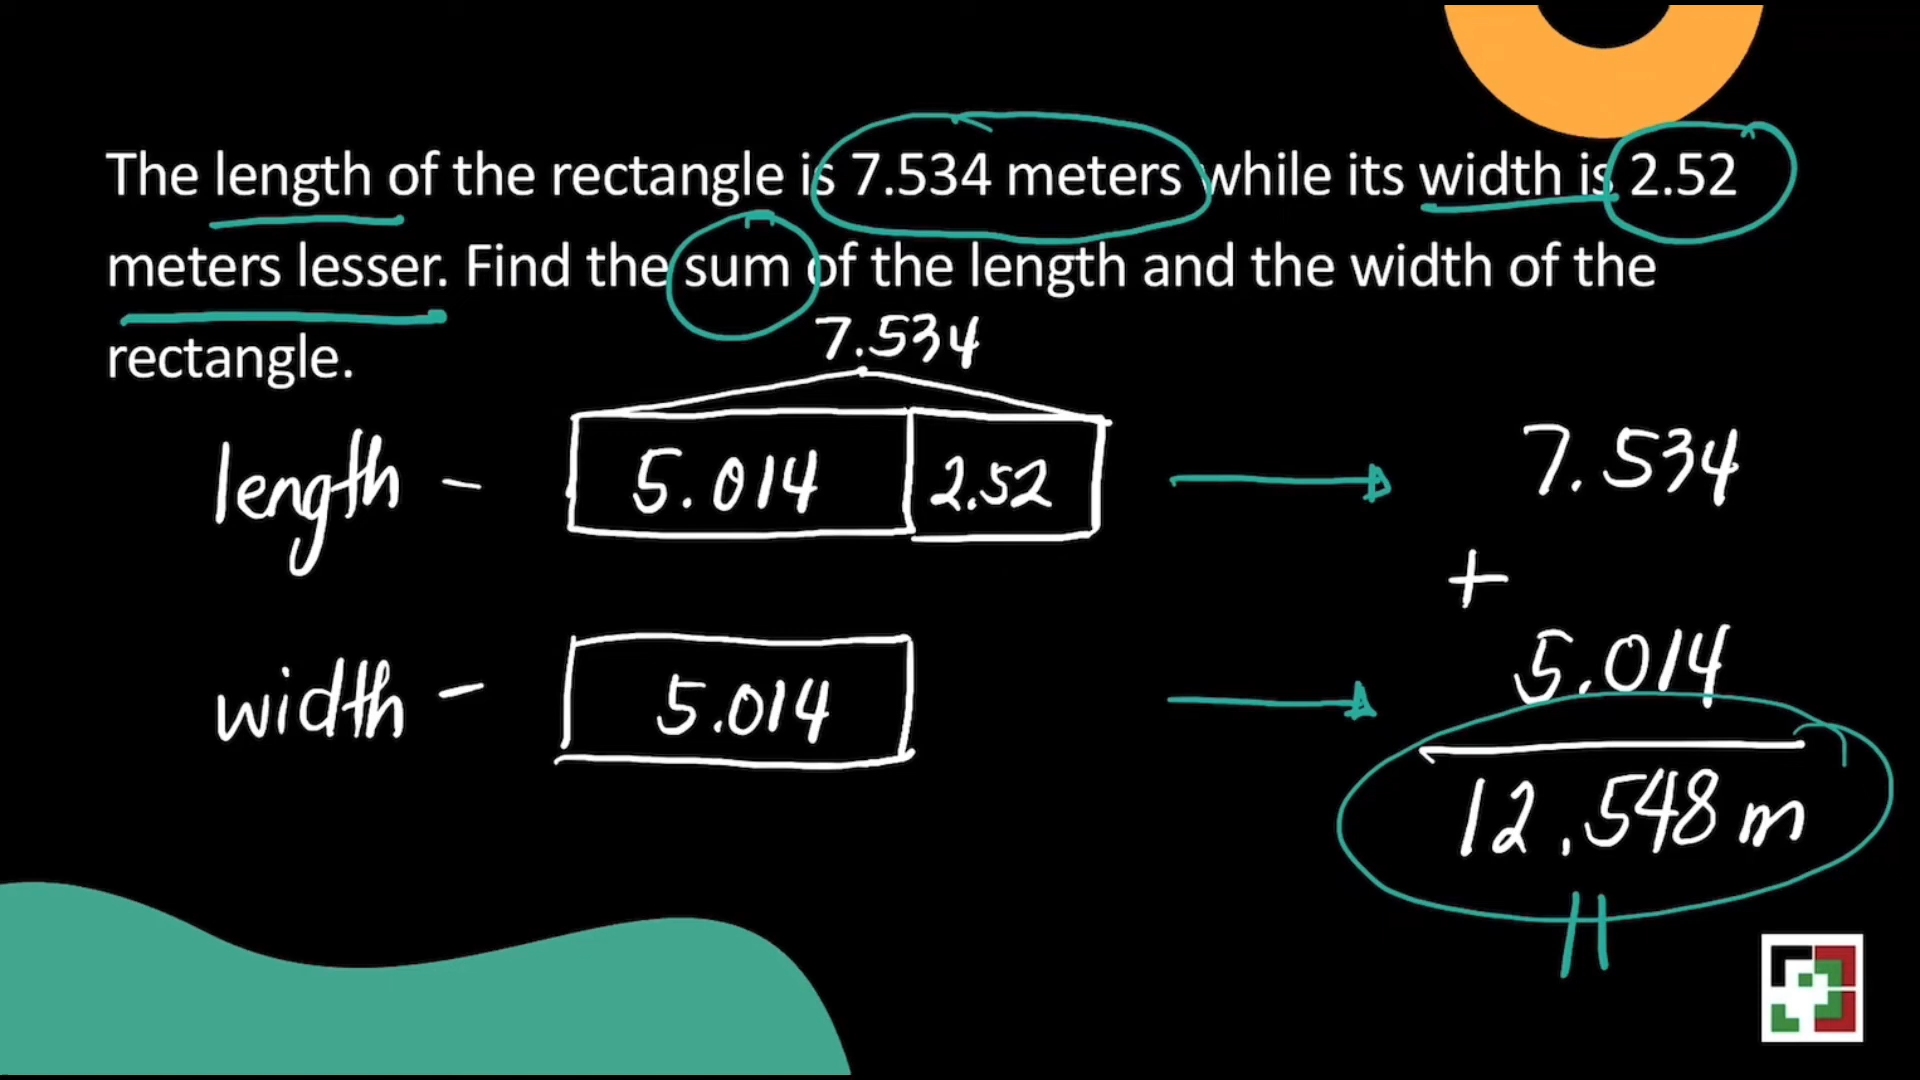 The length of the rectangle is 7.534 meters while its width is 2.52
meters lesser. Find the sum of the length and the width of the
rectangle.
7.534
length - 5.014 2.52 7.534
+
width - 5.014 5.014
12.548 m